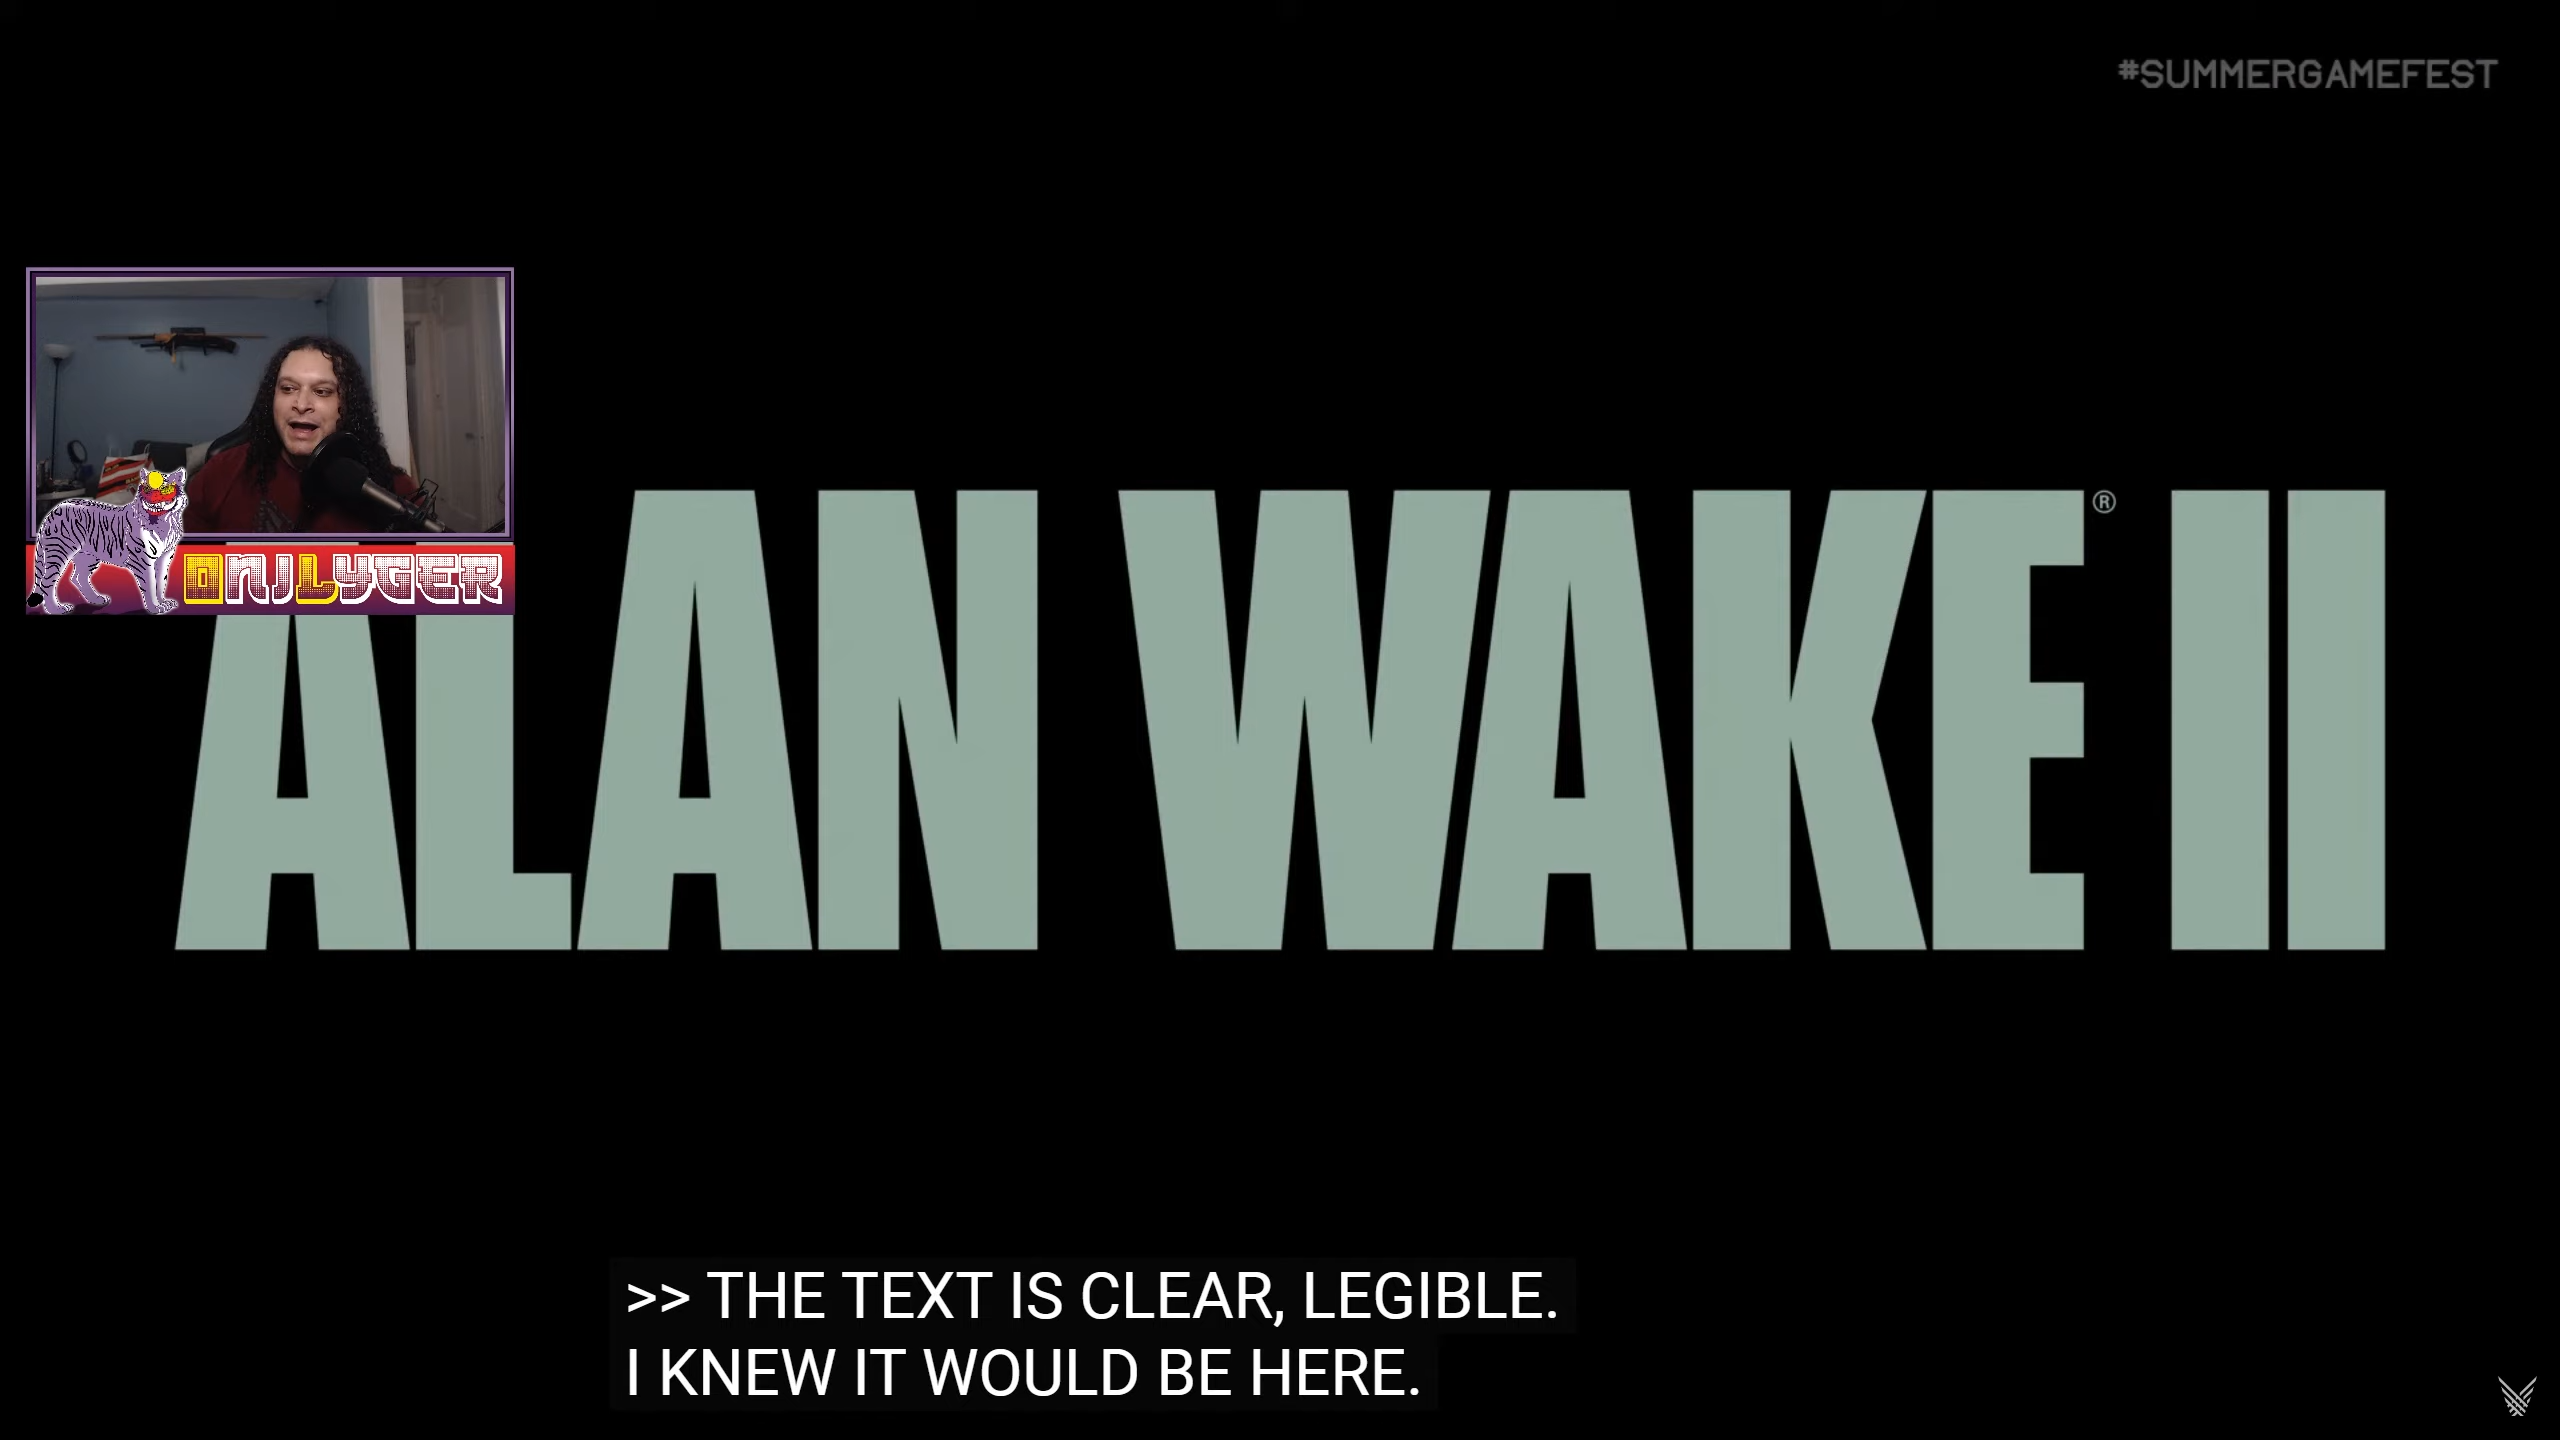 #SUMMERGAMEFEST
ONJLYGER
ALAN WAKE® II
>> THE TEXT IS CLEAR, LEGIBLE.
I KNEW IT WOULD BE HERE.